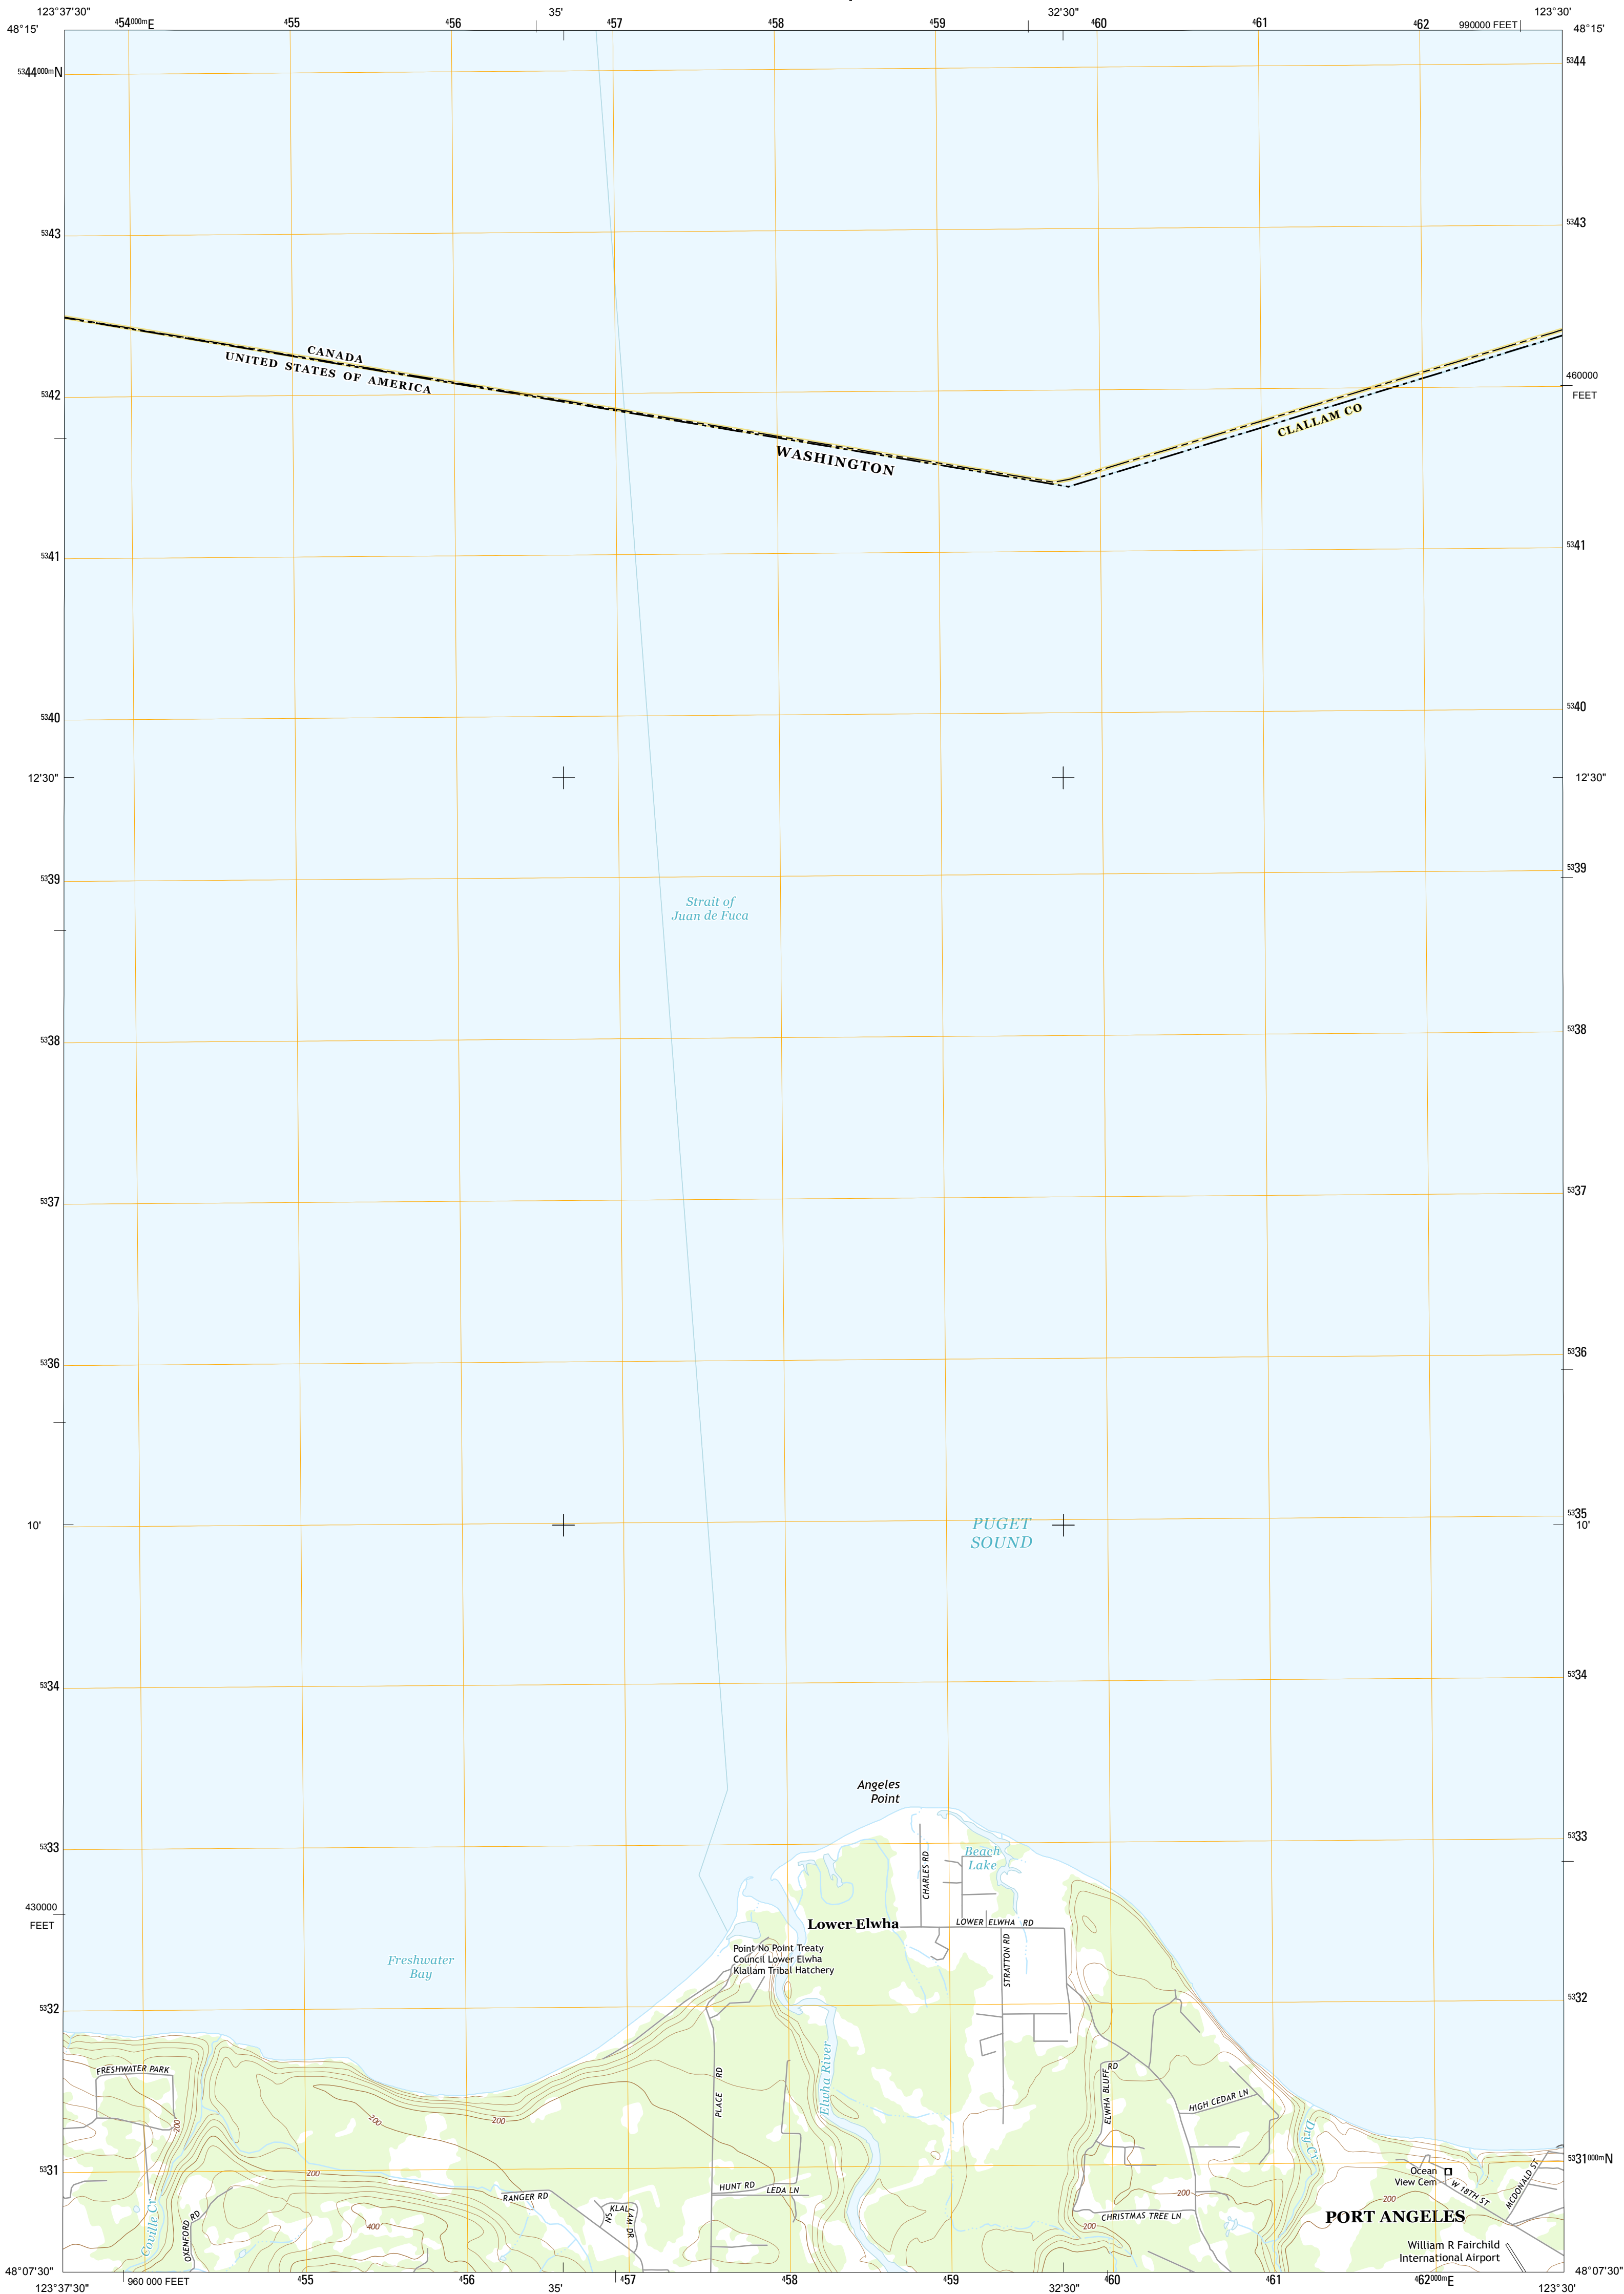 123°37'30"
35'
32'30"
123°30'
48°15'
454000mE
455
456
457
458
459
460
461
462
990000 FEET
48°15'
5344000mN
5344
5343
5343
CANADA
UNITED STATES OF AMERICA
5342
460000
FEET
CLALLAM CO
WASHINGTON
5341
5341
5340
5340
12'30"
12'30"
5339
5339
Strait of
Juan de Fuca
5338
5338
5337
5337
5336
5336
10'
5335
10'
PUGET
SOUND
5334
5334
Angeles
Point
5333
5333
Beach
Lake
CHARLES RD
430000
FEET
Lower Elwha
LOWER ELWHA RD
STRATTON RD
Point No Point Treaty
Council Lower Elwha
Klallam Tribal Hatchery
Freshwater
Bay
5332
5332
FRESHWATER PARK
200
200
200
PLACE RD
Elwha River
ELWHA BLUFF RD
HIGH CEDAR LN
Dry Cr
5331
5331000mN
200
RANGER RD
HUNT RD
LEDA LN
KLALLAM DR
NSN
200
CHRISTMAS TREE LN
200
Ocean
View Cem
W 18TH ST
MCDONALD ST
200
PORT ANGELES
Coville Cr
OXENFORD RD
400
William R Fairchild
International Airport
48°07'30"
960 000 FEET
455
456
457
458
459
460
461
462000mE
48°07'30"
123°37'30"
35'
32'30"
123°30'